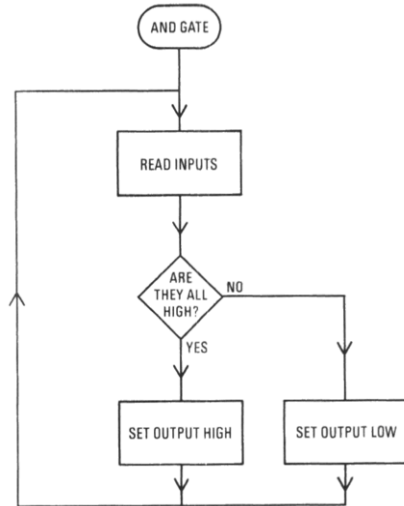 AND GATE
READ INPUTS
ARE
THEY ALL
HIGH?
NO
YES
SET OUTPUT HIGH
SET OUTPUT LOW